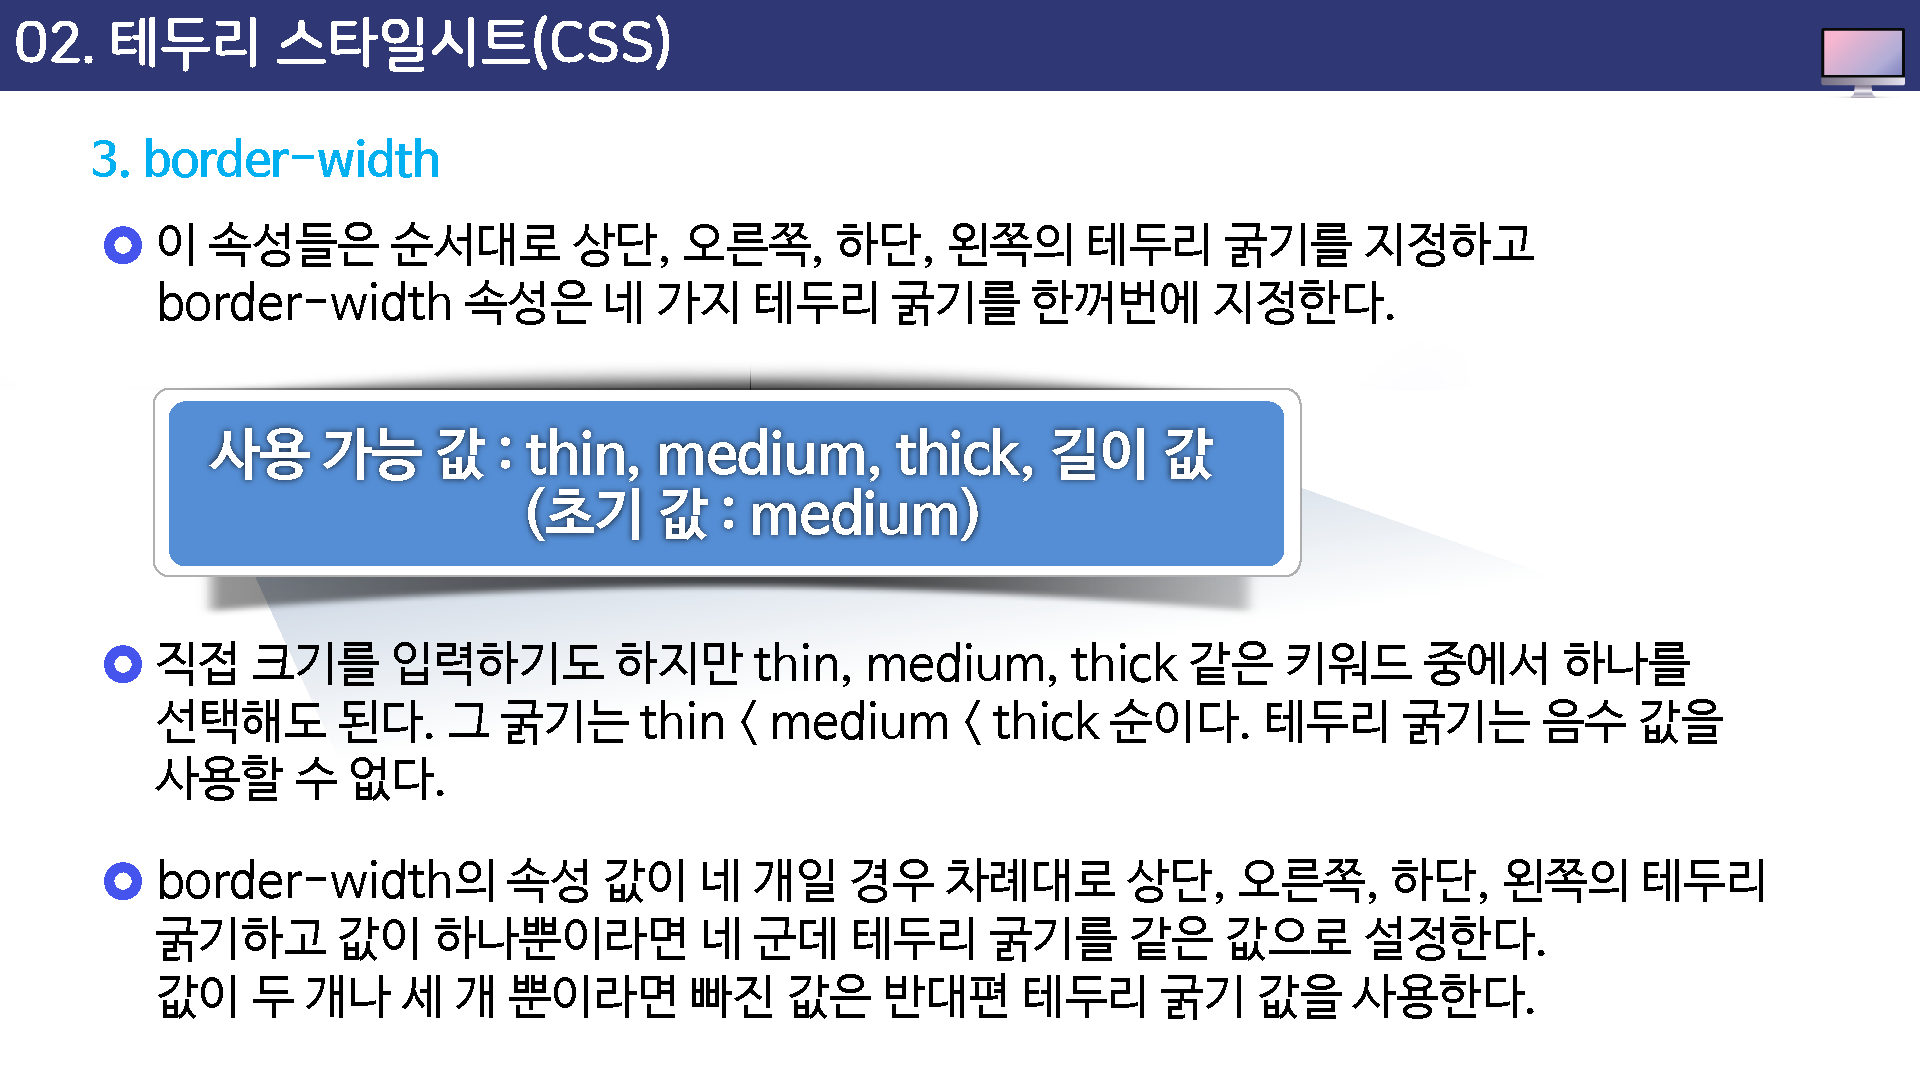 02. 테두리 스타일시트(CSS)
3. border-width
이 속성들은 순서대로 상단, 오른쪽, 하단, 왼쪽의 테두리 굵기를 지정하고
border-width 속성은 네 가지 테두리 굵기를 한꺼번에 지정한다.
사용 가능 값 : thin, medium, thick, 길이 값
(초기 값 : medium)
직접 크기를 입력하기도 하지만 thin, medium, thick 같은 키워드 중에서 하나를
선택해도 된다. 그 굵기는 thin < medium < thick 순이다. 테두리 굵기는 음수 값을
사용할 수 없다.
border-width의 속성 값이 네 개일 경우 차례대로 상단, 오른쪽, 하단, 왼쪽의 테두리
굵기하고 값이 하나뿐이라면 네 군데 테두리 굵기를 같은 값으로 설정한다.
값이 두 개나 세 개 뿐이라면 빠진 값은 반대편 테두리 굵기 값을 사용한다.